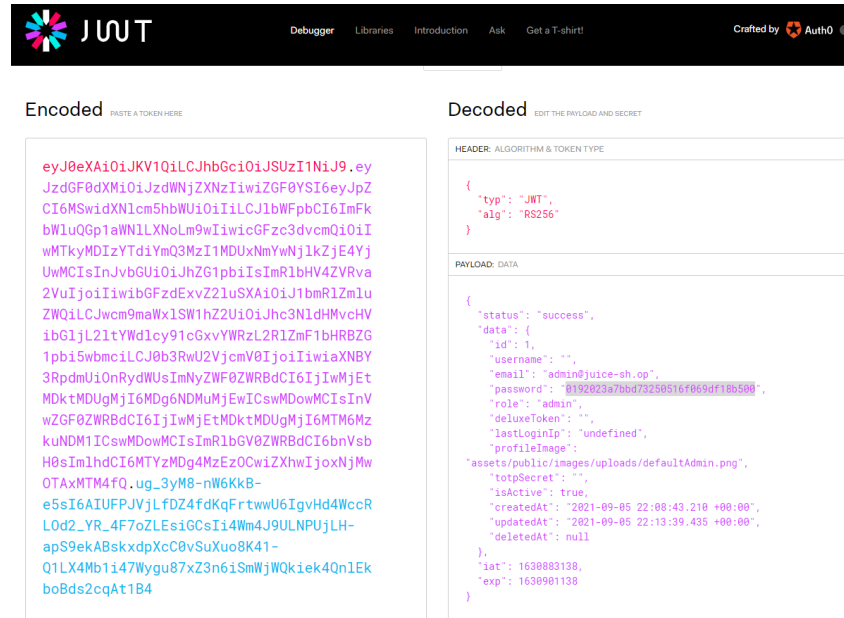 JWT
Debugger
Libraries
Introduction
Ask
Get a T-shirt!
Crafted by
Auth0
Encoded
PASTE A TOKEN HERE
eyJ0eXAiOiJKV1QiLCJhbGciOiJSUzI1NiJ9.ey
JzdGF0dXMiOiJzdWNjZXNzIiwiZGF0YSI6eyJpZ
CI6MSwidXNlcm5hbWUiOiIiLCJlbWFpbCI6ImFk
bWluQGp1aWNlLXNoLm9wIiwicGFzc3dvcmQiOiI
wMTkyMDIzYTdiYmQ3MzI1MDUxNmYwNjlkZjE4Yj
UwMCIsInJvbGUiOiJhZG1pbiIsImRlbHV4ZVRva
2VuIjoiIiwibGFzdExvZ2luSXAiOiJ1bmRlZmlu
ZWQiLCJwcm9maWxlSW1hZ2UiOiJhc3NldHMvcHV
ibGljL2ltYWdlcy91cGxvYWRzL2RlZmF1bHRBZG
1pbi5wbmciLCJ0b3RwU2VjcmV0IjoiIiwiaXNBY
3RpdmUiOnRydWUsImNyZWF0ZWRBdCI6IjIwMjEt
MDktMDUgMjI6MDg6NDMuMjEwICswMDowMCIsInV
wZGF0ZWRBdCI6IjIwMjEtMDktMDUgMjI6MTM6Mz
kuNDM1ICswMDowMCIsImRlbGV0ZWRBdCI6bnVsb
H0sImlhdCI6MTYzMDg4MzEzOCwiZXhwIjoxNjMw
OTAxMTM4fQ.ug_3yM8-nW6KkB-
e5sI6AIUFPJVjLfDZ4fdKqFrtwwU6IgvHd4WccR
LOd2_YR_4F7oZLEsiGCsIi4Wm4J9ULNPUjLH-
apS9ekABskxdpXcC0vSuXuo8K41-
Q1LX4Mb1i47Wygu87xZ3n6iSmWjWQkiek4QnlEk
boBds2cqAt1B4
Decoded
EDIT THE PAYLOAD AND SECRET
HEADER: ALGORITHM & TOKEN TYPE
{
"typ": "JWT",
"alg": "RS256"
}
PAYLOAD: DATA
{
"status": "success",
"data": {
"id": 1,
"username": "",
"email": "admin@juice-sh.op",
"password": "0192023a7bbd73250516f069df18b500",
"role": "admin",
"deluxeToken": "",
"lastLoginIp": "undefined",
"profileImage":
"assets/public/images/uploads/defaultAdmin.png",
"totpSecret": "",
"isActive": true,
"createdAt": "2021-09-05 22:08:43.210 +00:00",
"updatedAt": "2021-09-05 22:13:39.435 +00:00",
"deletedAt": null
},
"iat": 1630883138,
"exp": 1630901138
}